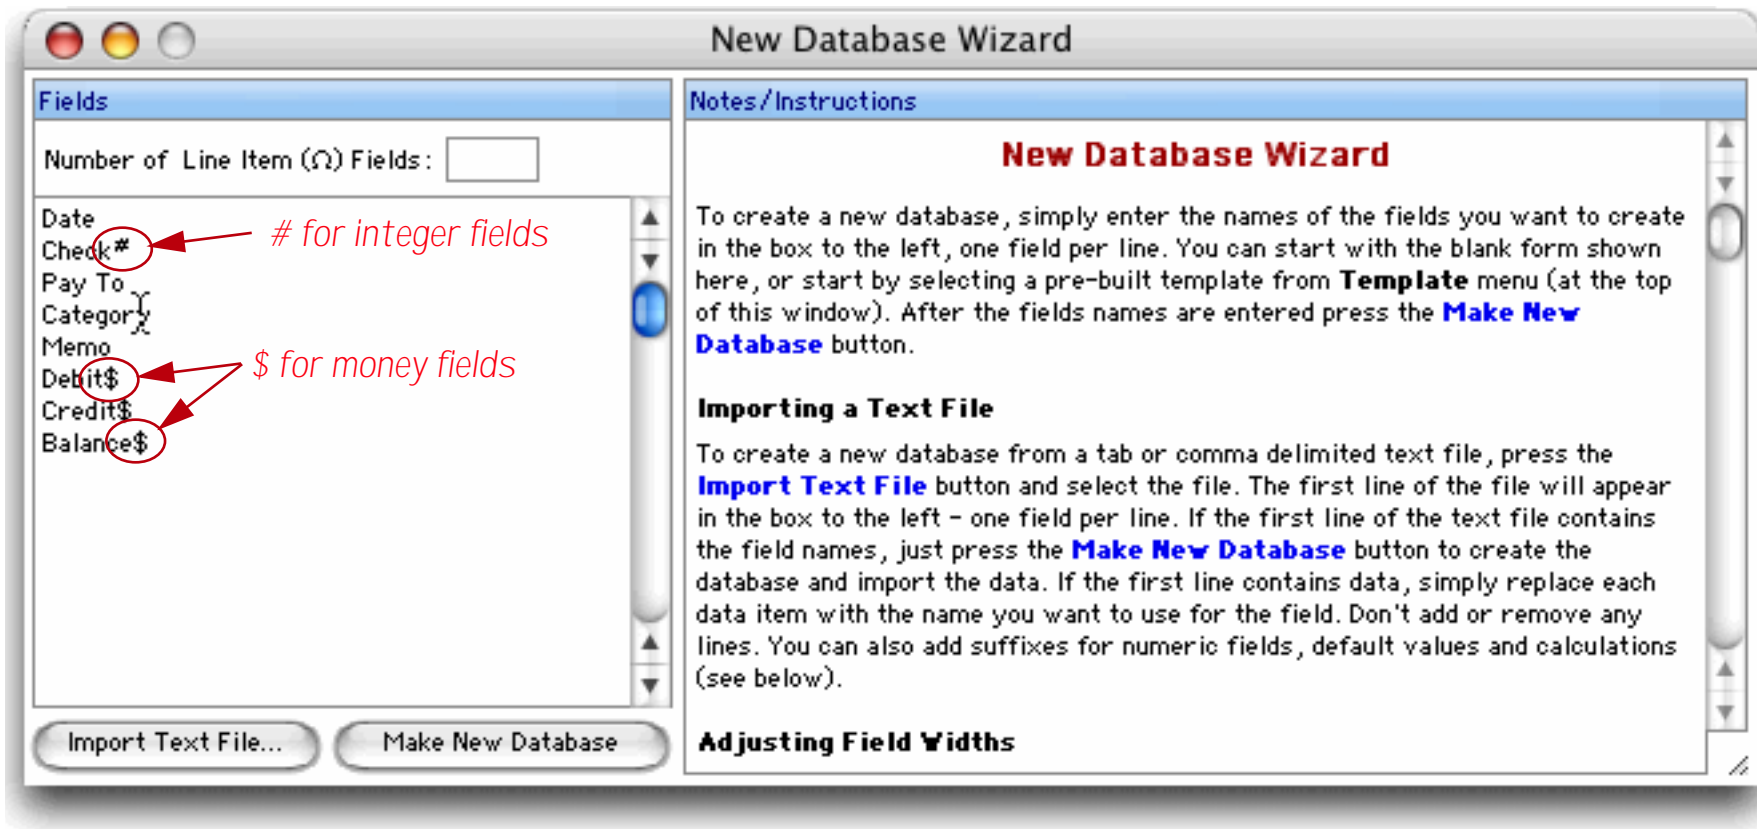 New Database Wizard
Fields
Number of Line Item (Ω) Fields:
Date
Check#
Pay To
Category
Memo
Debit$
Credit$
Balance$
# for integer fields
$ for money fields
Import Text File...
Make New Database
Notes/Instructions
New Database Wizard
To create a new database, simply enter the names of the fields you want to create
in the box to the left, one field per line. You can start with the blank form shown
here, or start by selecting a pre-built template from Template menu (at the top
of this window). After the fields names are entered press the Make New
Database button.
Importing a Text File
To create a new database from a tab or comma delimited text file, press the
Import Text File button and select the file. The first line of the file will appear
in the box to the left - one field per line. If the first line of the text file contains
the field names, just press the Make New Database button to create the
database and import the data. If the first line contains data, simply replace each
data item with the name you want to use for the field. Don't add or remove any
lines. You can also add suffixes for numeric fields, default values and calculations
(see below).
Adjusting Field Widths